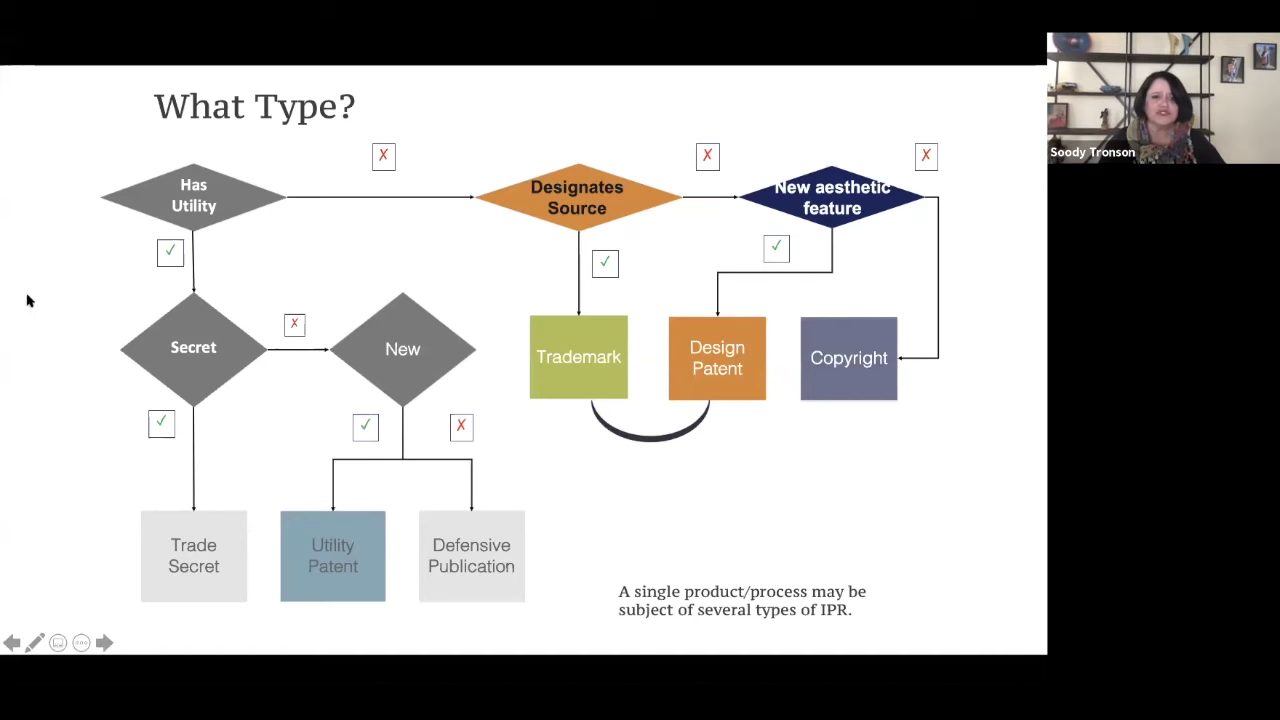 What Type?
Has
Utility
Designates
Source
New aesthetic
feature
Secret
New
Trademark
Design
Patent
Copyright
Trade
Secret
Utility
Patent
Defensive
Publication
A single product/process may be
subject of several types of IPR.
Soody Tronson